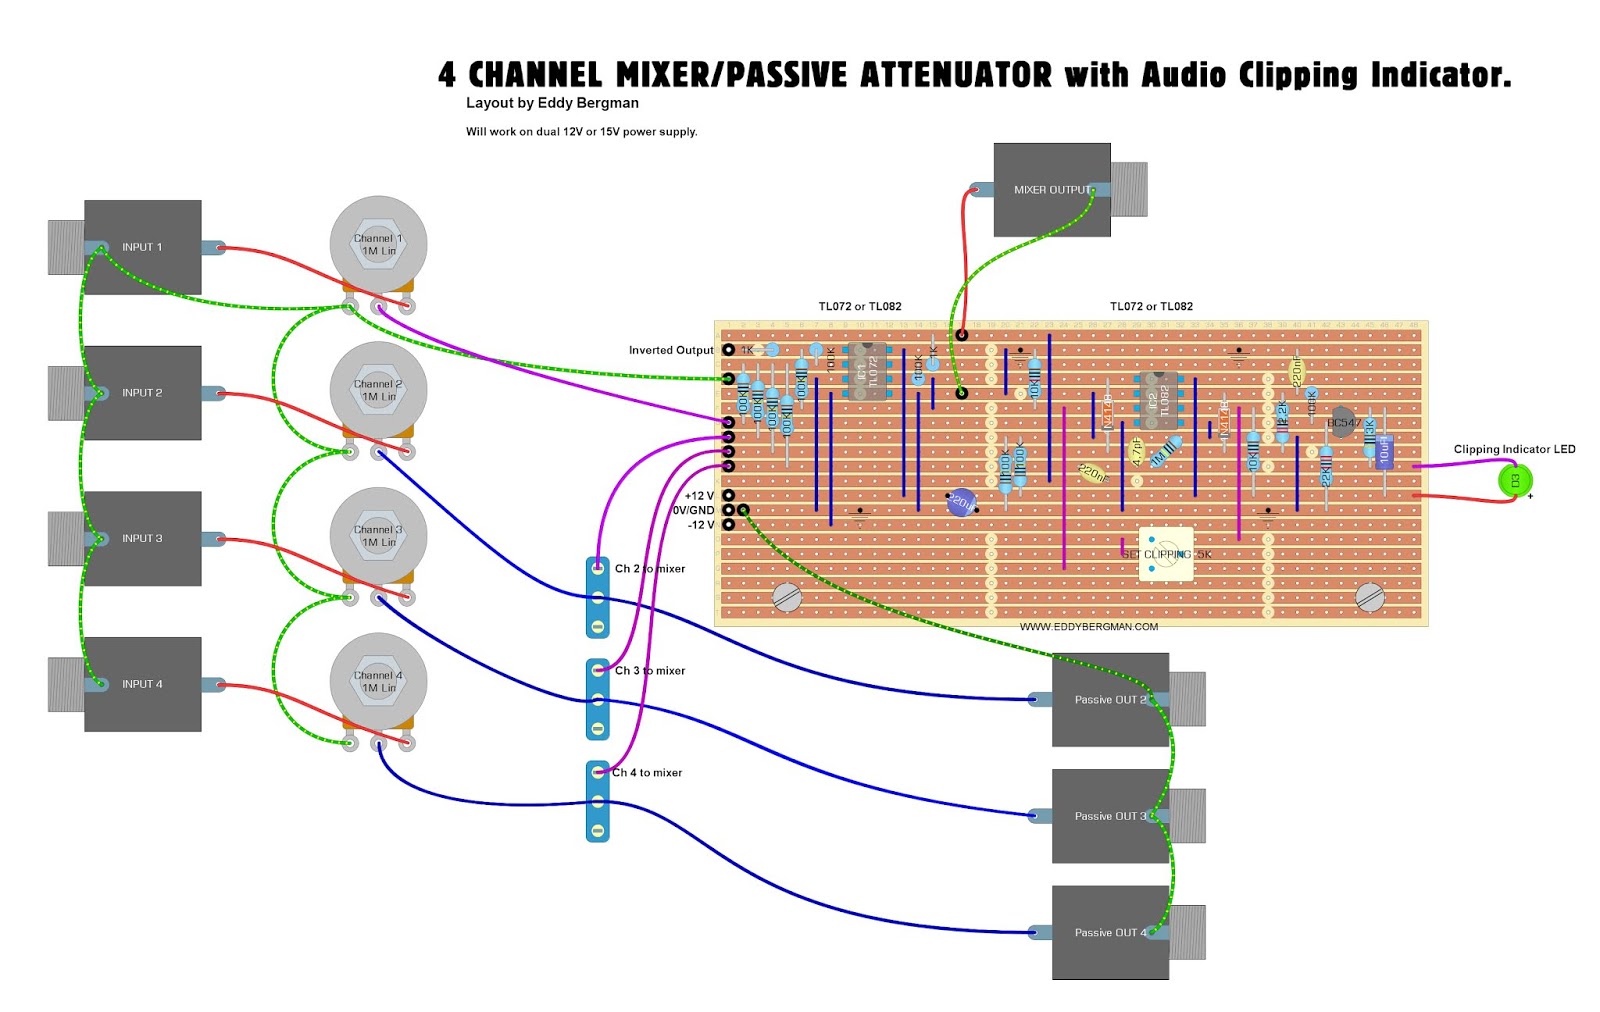 4 CHANNEL MIXER/PASSIVE ATTENUATOR with Audio Clipping Indicator.
Layout by Eddy Bergman
Will work on dual 12V or 15V power supply.
MIXER OUTPUT
INPUT 1
Channel 1
1M Lin
TL072 or TL082
TL072 or TL082
Inverted Output
1K
100K
IC1
TL072
100K
1K
10K
220nF
INPUT 2
Channel 2
1M Lin
100K
100K
100K
100K
100K
1N4148
IC2
TL082
1N4148
2.2K
100K
BC547
3K
10uF
Clipping Indicator LED
D3
+
4.7pF
1M
10K
22K
100K
100K
220nF
220uF
+12 V
0V/GND
-12 V
INPUT 3
Channel 3
1M Lin
SET CLIPPING 5K
Ch 2 to mixer
WWW.EDDYBERGMAN.COM
INPUT 4
Channel 4
1M Lin
Ch 3 to mixer
Passive OUT 2
Ch 4 to mixer
Passive OUT 3
Passive OUT 4